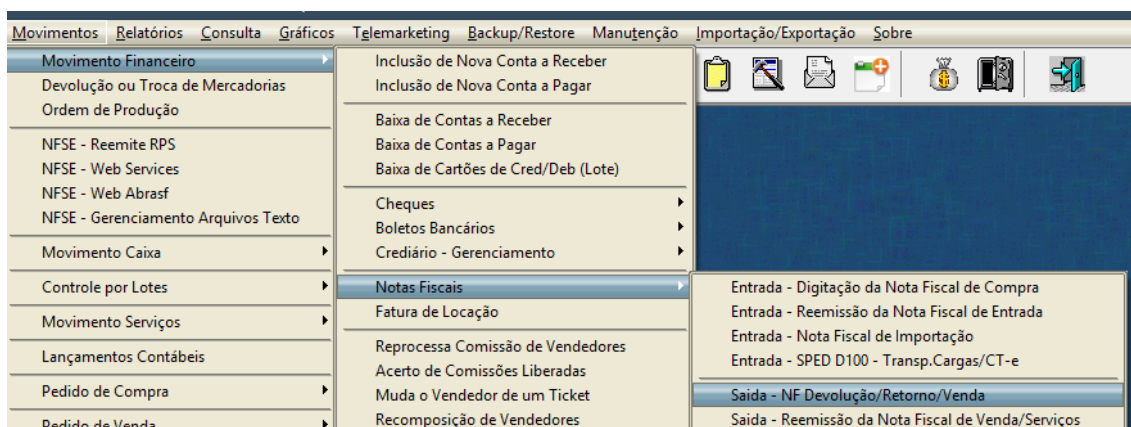 Movimentos Relatórios Consulta Gráficos Telemarketing Backup/Restore Manutenção Importação/Exportação Sobre
Movimento Financeiro
Devolução ou Troca de Mercadorias
Ordem de Produção
NFSE - Reemite RPS
NFSE - Web Services
NFSE - Web Abrasf
NFSE - Gerenciamento Arquivos Texto
Movimento Caixa
Controle por Lotes
Movimento Serviços
Lançamentos Contábeis
Pedido de Compra
Pedido de Venda
Inclusão de Nova Conta a Receber
Inclusão de Nova Conta a Pagar
Baixa de Contas a Receber
Baixa de Contas a Pagar
Baixa de Cartões de Cred/Deb (Lote)
Cheques
Boletos Bancários
Crediário - Gerenciamento
Notas Fiscais
Fatura de Locação
Reprocessa Comissão de Vendedores
Acerto de Comissões Liberadas
Muda o Vendedor de um Ticket
Recomposição de Vendedores
Entrada - Digitação da Nota Fiscal de Compra
Entrada - Reemissão da Nota Fiscal de Entrada
Entrada - Nota Fiscal de Importação
Entrada - SPED D100 - Transp.Cargas/CT-e
Saida - NF Devolução/Retorno/Venda
Saida - Reemissão da Nota Fiscal de Venda/Serviços